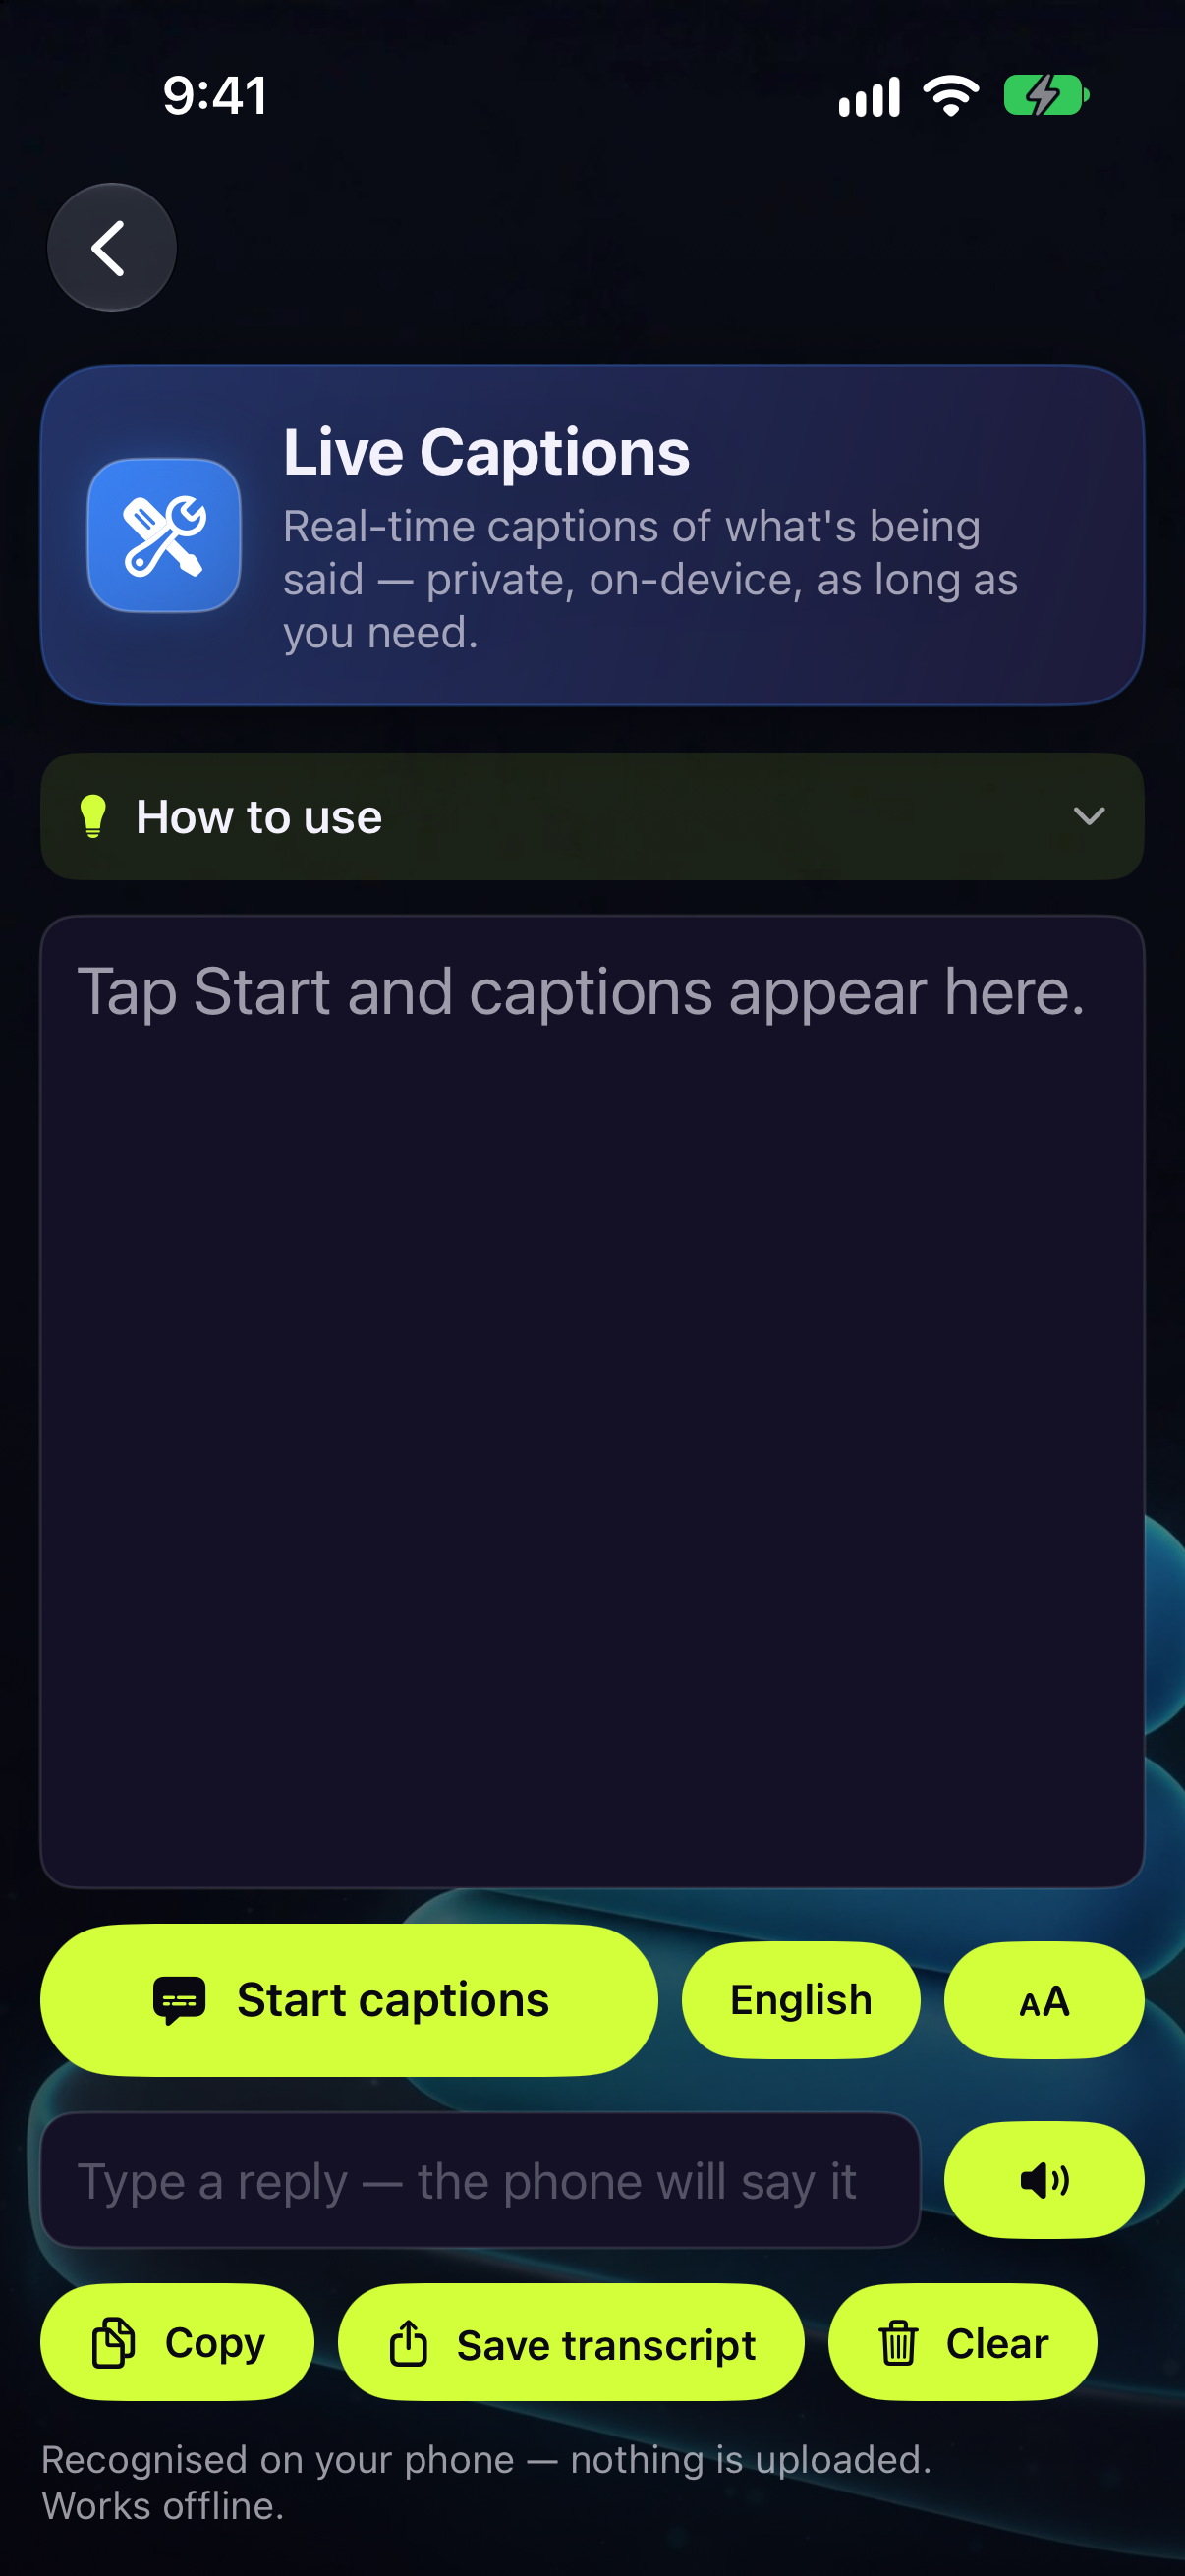 9:41
Live Captions
Real-time captions of what's being
said — private, on-device, as long as
you need.
How to use
Tap Start and captions appear here.
Start captions
English
AA
Type a reply — the phone will say it
Copy
Save transcript
Clear
Recognised on your phone — nothing is uploaded.
Works offline.